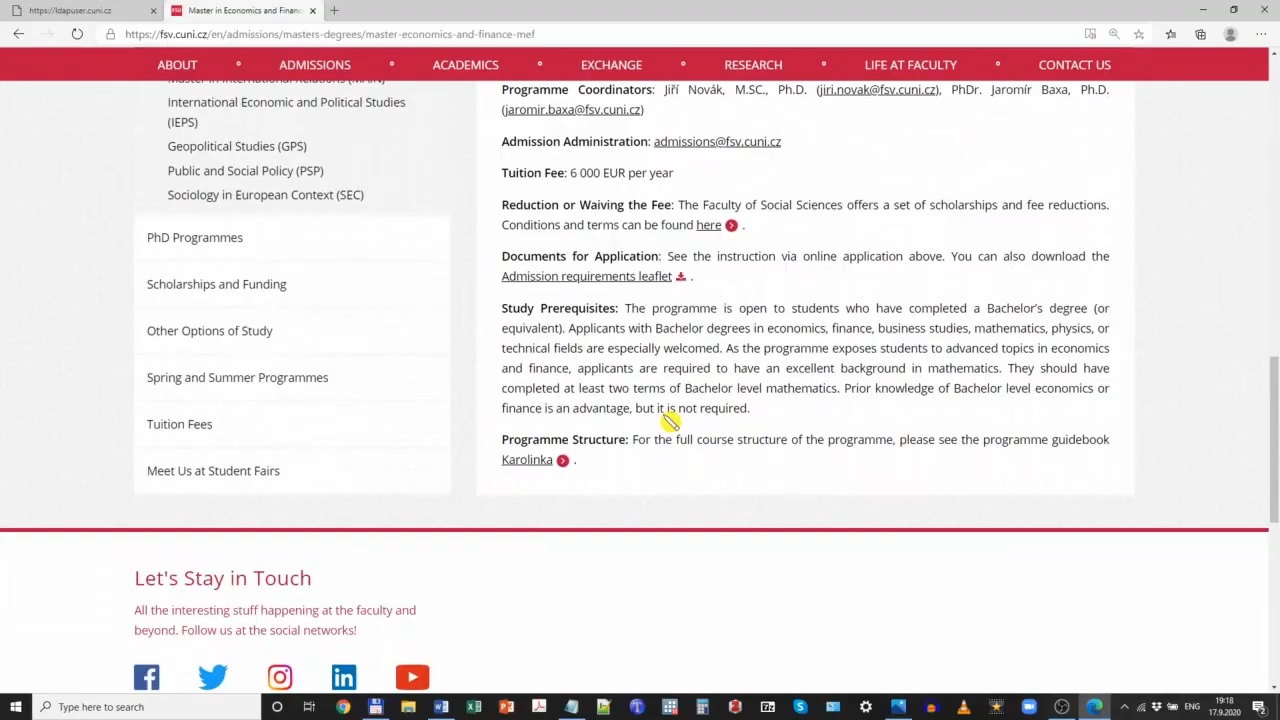 https://ldapuser.cuni.cz
Master in Economics and Financ
https://fsv.cuni.cz/en/admissions/masters-degrees/master-economics-and-finance-mef
ABOUT ADMISSIONS ACADEMICS EXCHANGE RESEARCH LIFE AT FACULTY CONTACT US
Master in International Relations (MAIN)
International Economic and Political Studies
(IEPS)
Geopolitical Studies (GPS)
Public and Social Policy (PSP)
Sociology in European Context (SEC)
PhD Programmes
Scholarships and Funding
Other Options of Study
Spring and Summer Programmes
Tuition Fees
Meet Us at Student Fairs
Programme Coordinators: Jiří Novák, M.SC., Ph.D. (jiri.novak@fsv.cuni.cz), PhDr. Jaromír Baxa, Ph.D.
(jaromir.baxa@fsv.cuni.cz)
Admission Administration: admissions@fsv.cuni.cz
Tuition Fee: 6 000 EUR per year
Reduction or Waiving the Fee: The Faculty of Social Sciences offers a set of scholarships and fee reductions.
Conditions and terms can be found here .
Documents for Application: See the instruction via online application above. You can also download the
Admission requirements leaflet .
Study Prerequisites: The programme is open to students who have completed a Bachelor's degree (or
equivalent). Applicants with Bachelor degrees in economics, finance, business studies, mathematics, physics, or
technical fields are especially welcomed. As the programme exposes students to advanced topics in economics
and finance, applicants are required to have an excellent background in mathematics. They should have
completed at least two terms of Bachelor level mathematics. Prior knowledge of Bachelor level economics or
finance is an advantage, but it is not required.
Programme Structure: For the full course structure of the programme, please see the programme guidebook
Karolinka .
Let's Stay in Touch
All the interesting stuff happening at the faculty and
beyond. Follow us at the social networks!
Type here to search
ENG
19:18
17.9.2020